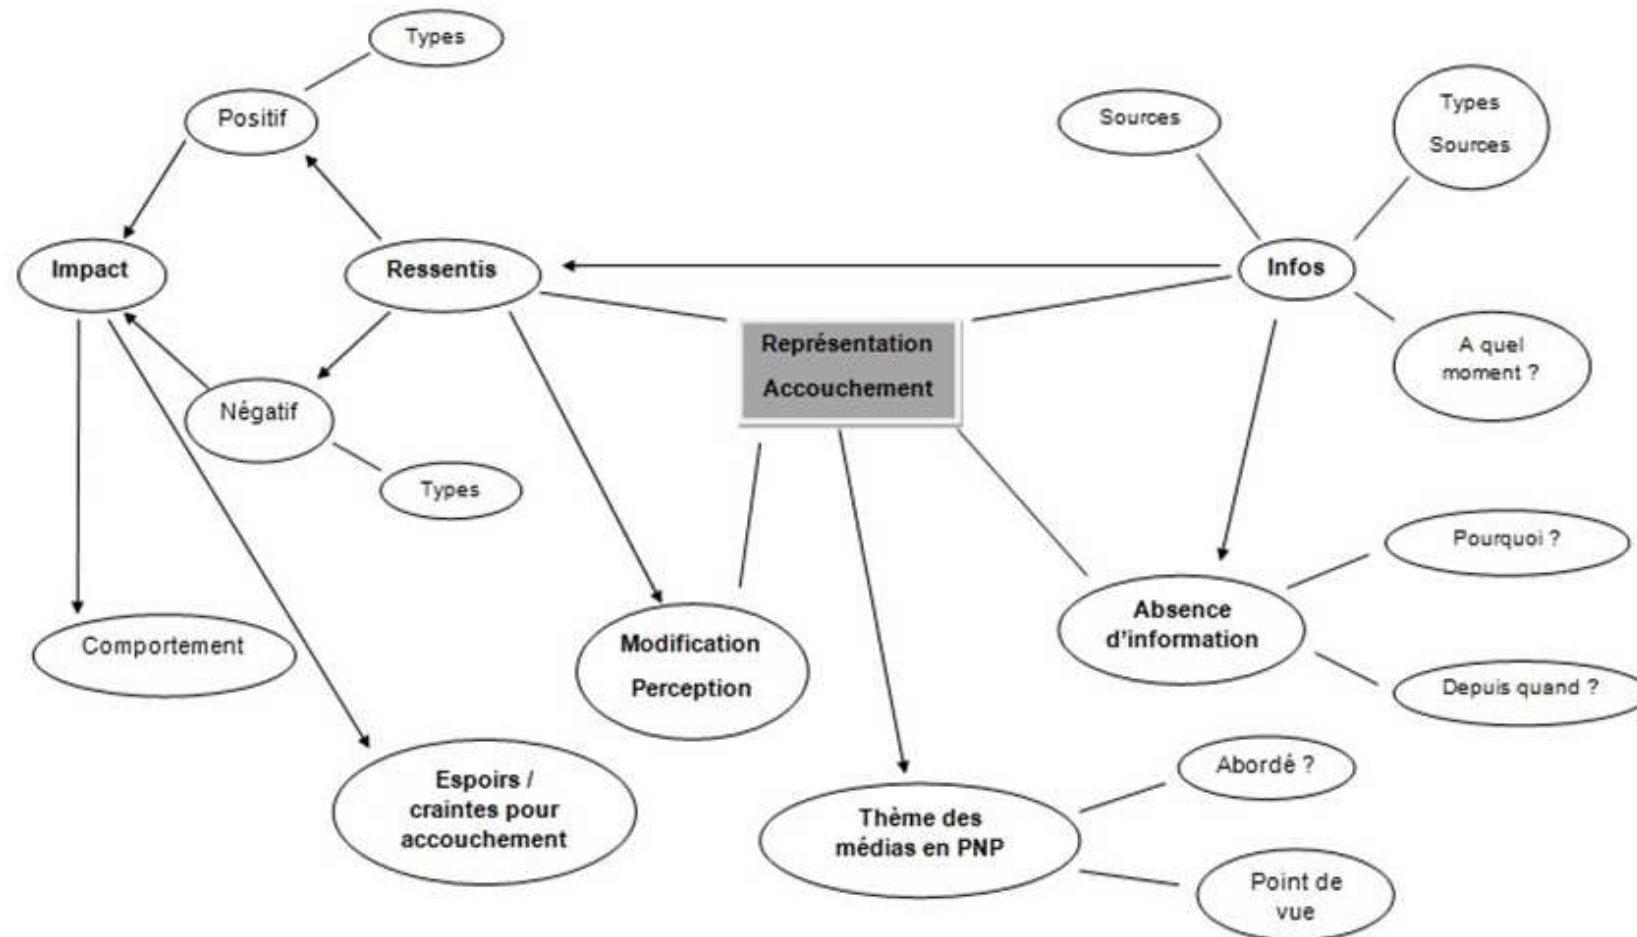 Types
Positif
Sources
Types
Sources
Impact
Ressentis
Infos
Représentation
Accouchement
A quel
moment ?
Négatif
Types
Pourquoi ?
Absence
d'information
Comportement
Modification
Perception
Depuis quand ?
Abordé ?
Espoirs /
craintes pour
accouchement
Thème des
médias en PNP
Point de
vue